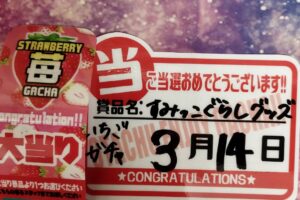 STRAWBERRY
苺
GACHA
Congratulation!!
大当り
当
ご当選おめでとうございます!!
賞品名: すみっこぐらしグッズ
いちご
ガチャ
3月14日
★CONGRATULATIONS★